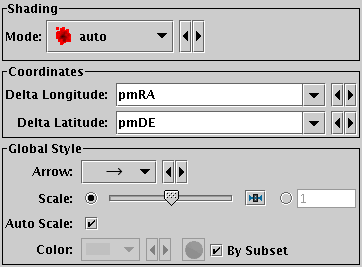 Shading
Mode: auto
Coordinates
Delta Longitude: pmRA
Delta Latitude: pmDE
Global Style
Arrow:
Scale: 1
Auto Scale:
Color: By Subset